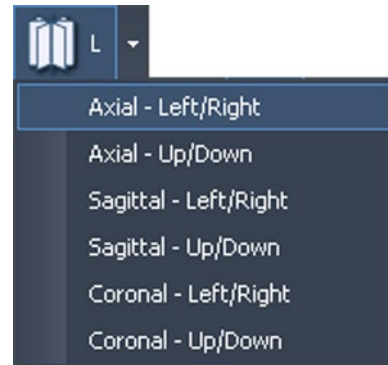 L
Axial - Left/Right
Axial - Up/Down
Sagittal - Left/Right
Sagittal - Up/Down
Coronal - Left/Right
Coronal - Up/Down